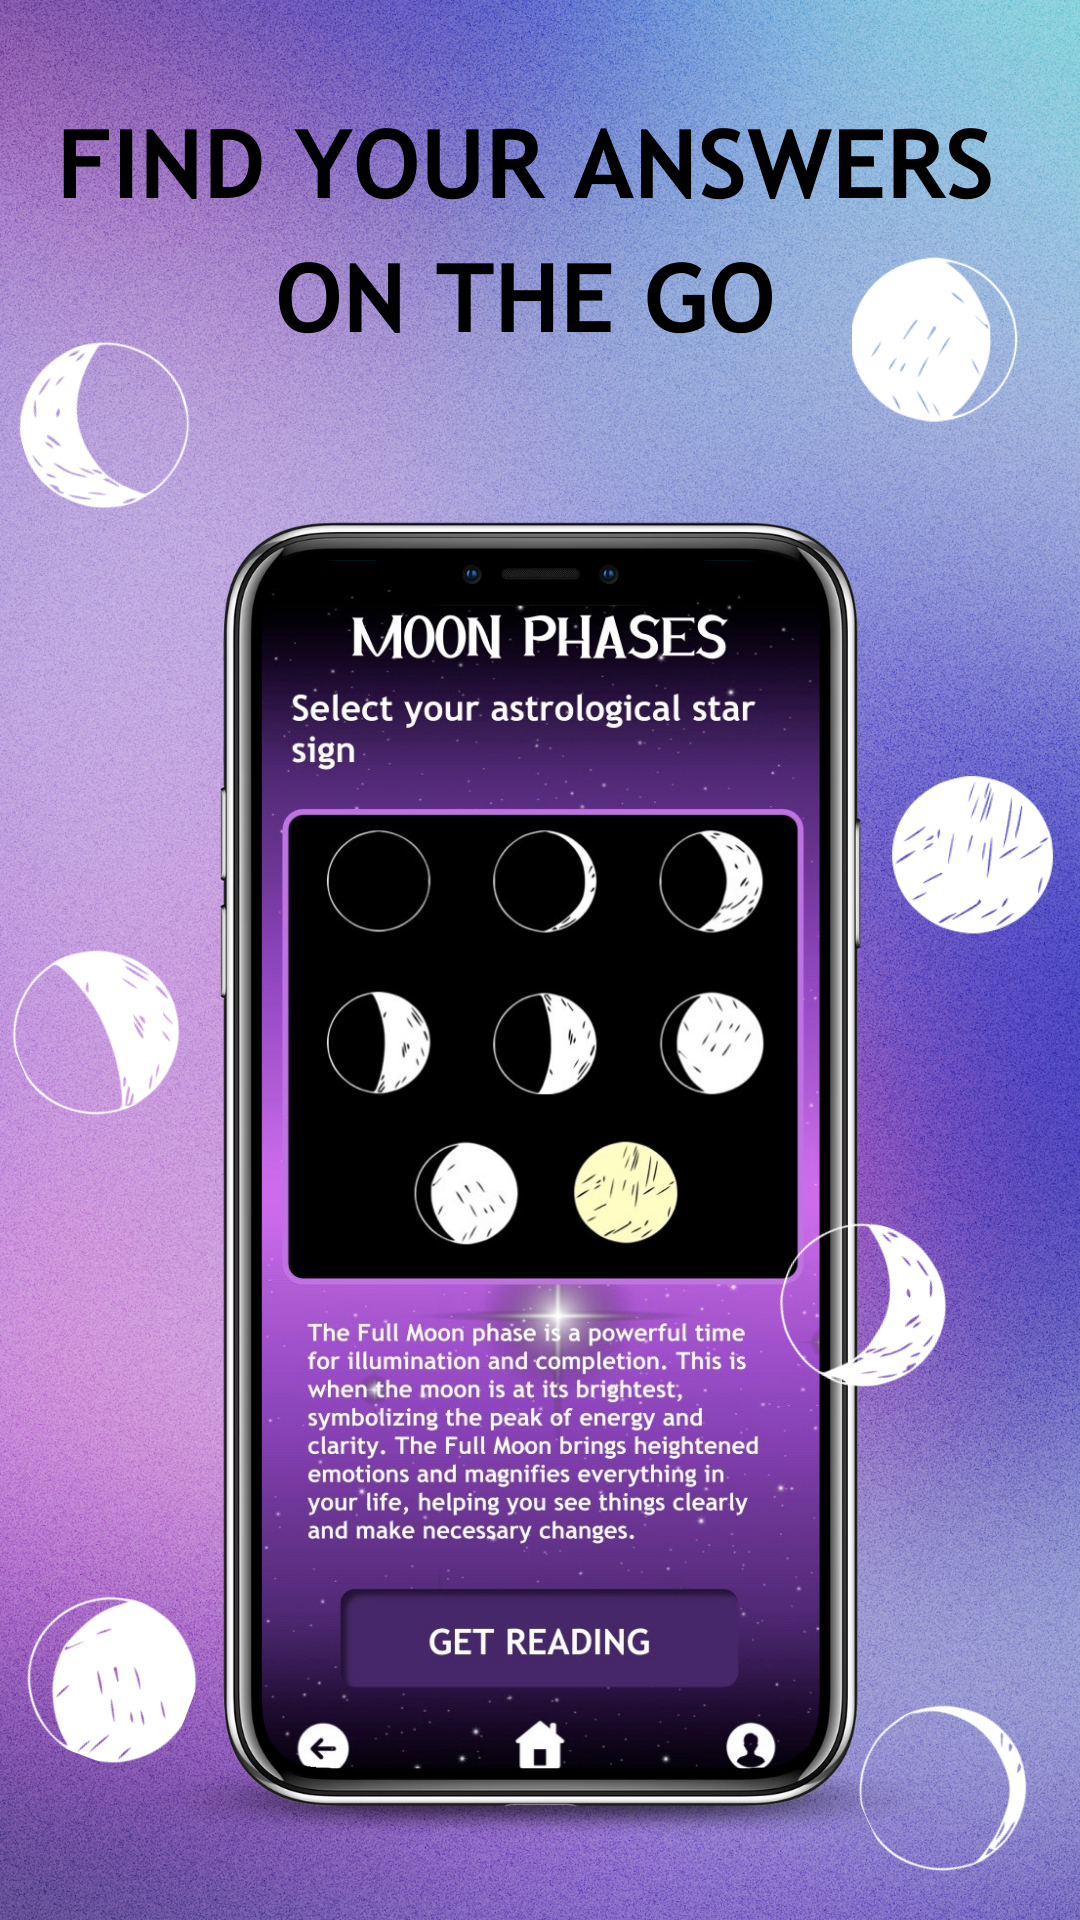 FIND YOUR ANSWERS
ON THE GO
MOON PHASES
Select your astrological star
sign
The Full Moon phase is a powerful time
for illumination and completion. This is
when the moon is at its brightest,
symbolizing the peak of energy and
clarity. The Full Moon brings heightened
emotions and magnifies everything in
your life, helping you see things clearly
and make necessary changes.
GET READING